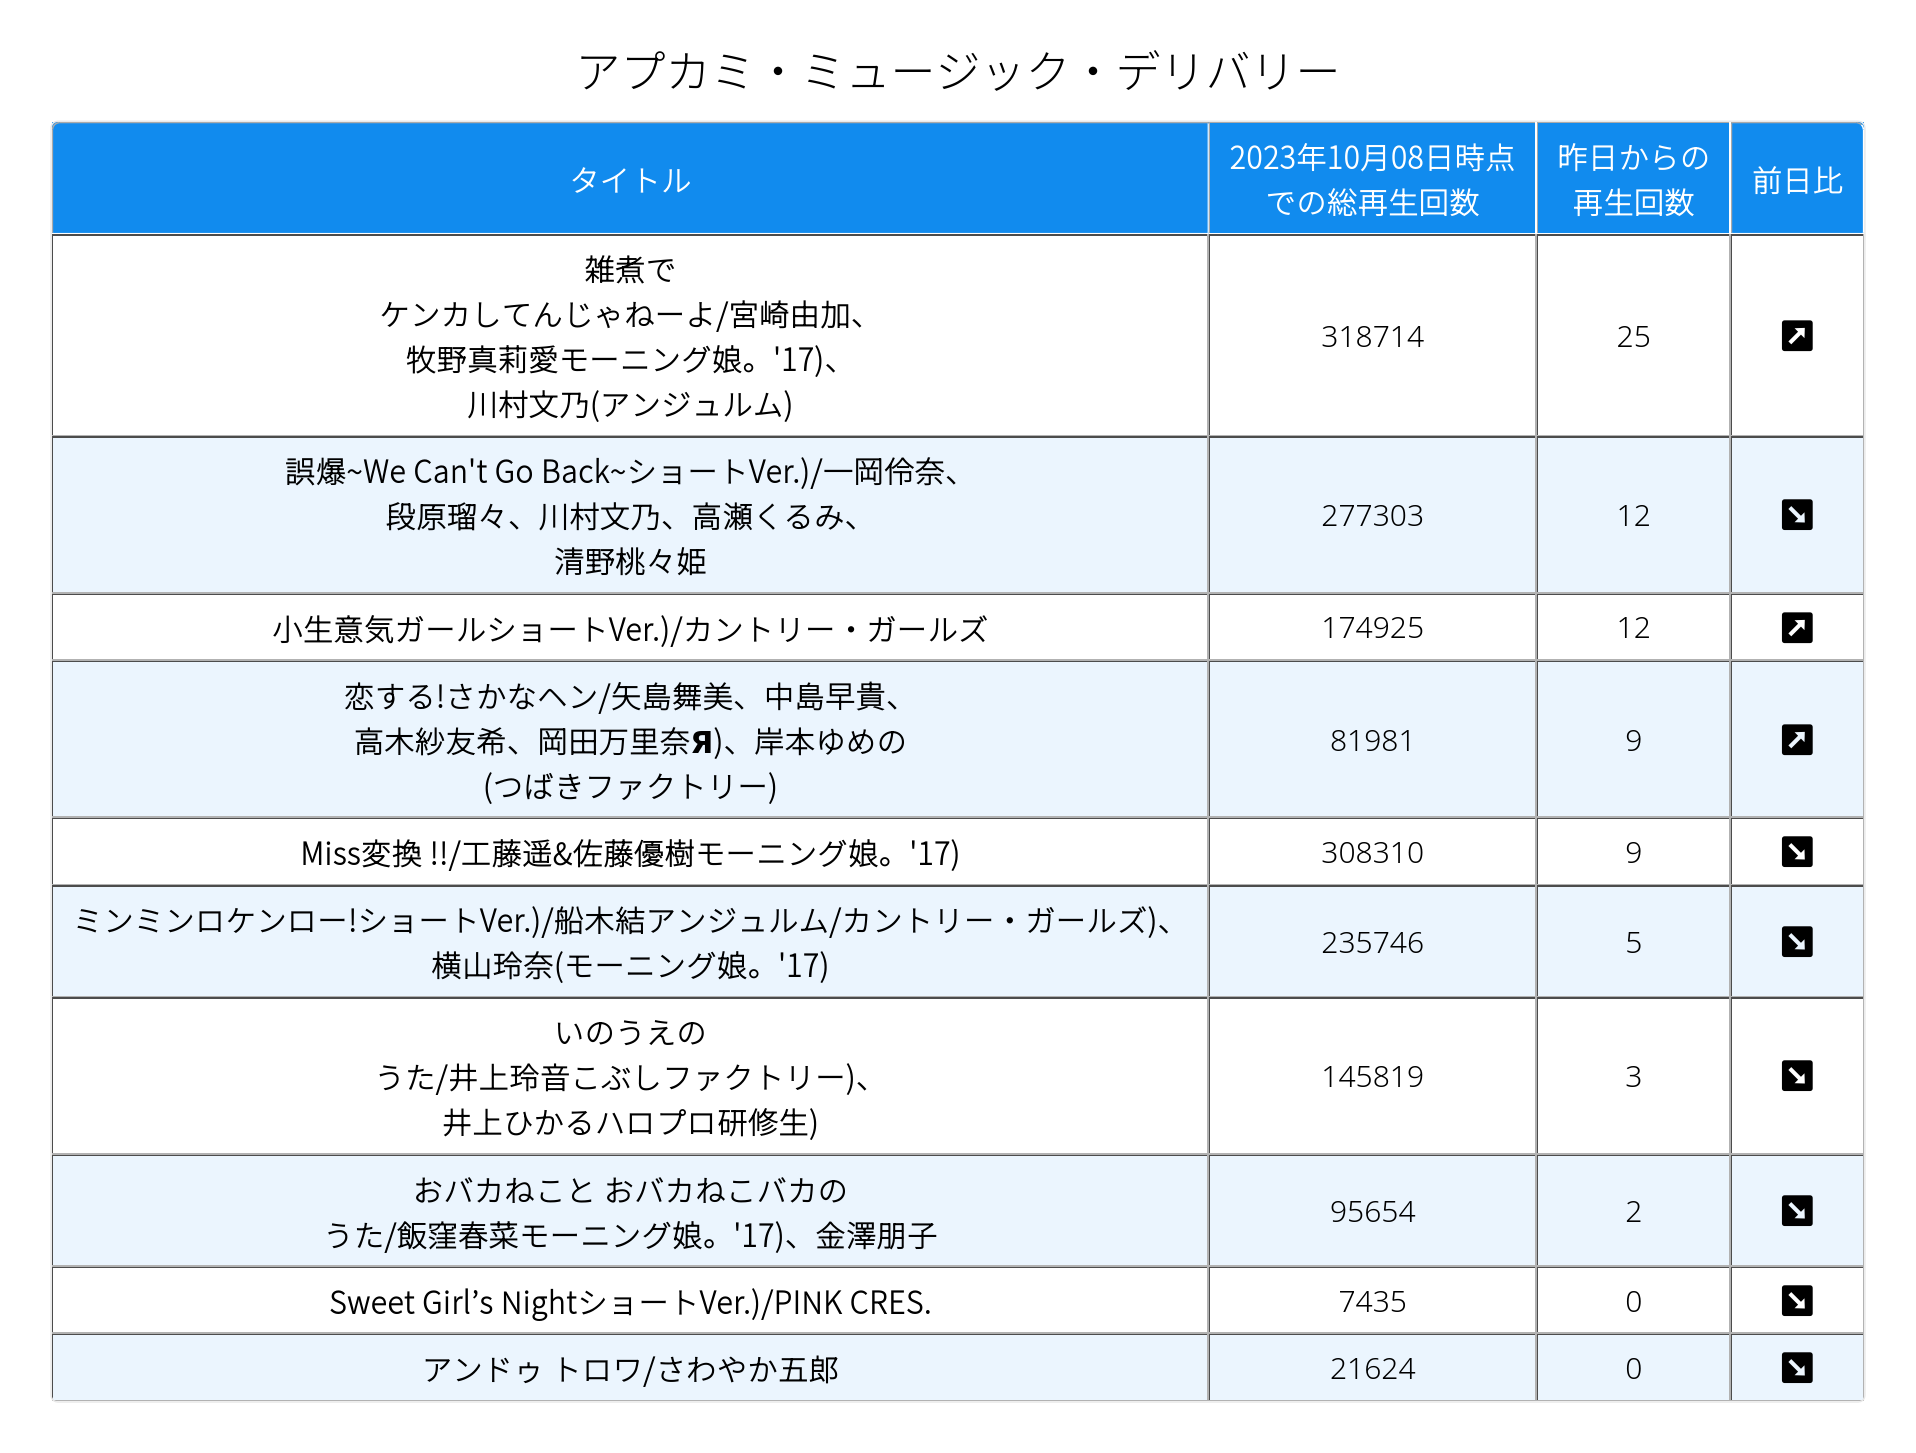 アプカミ・ミュージック・デリバリー
タイトル
2023年10月08日時点
での総再生回数
昨日からの
再生回数
前日比
雑煮で
ケンカしてんじゃねーよ/宮崎由加、
牧野真莉愛モーニング娘。'17)、
川村文乃(アンジュルム)
318714
25
誤爆~We Can't Go Back~ショートVer.)/一岡伶奈、
段原瑠々、川村文乃、高瀬くるみ、
清野桃々姫
277303
12
小生意気ガールショートVer.)/カントリー・ガールズ
174925
12
恋する!さかなヘン/矢島舞美、中島早貴、
高木紗友希、岡田万里奈Я)、岸本ゆめの
(つばきファクトリー)
81981
9
Miss変換 !!/工藤遥&佐藤優樹モーニング娘。'17)
308310
9
ミンミンロケンロー!ショートVer.)/船木結アンジュルム/カントリー・ガールズ)、
横山玲奈(モーニング娘。'17)
235746
5
いのうえの
うた/井上玲音こぶしファクトリー)、
井上ひかるハロプロ研修生)
145819
3
おバカねこと おバカねこバカの
うた/飯窪春菜モーニング娘。'17)、金澤朋子
95654
2
Sweet Girl’s NightショートVer.)/PINK CRES.
7435
0
アンドゥ トロワ/さわやか五郎
21624
0